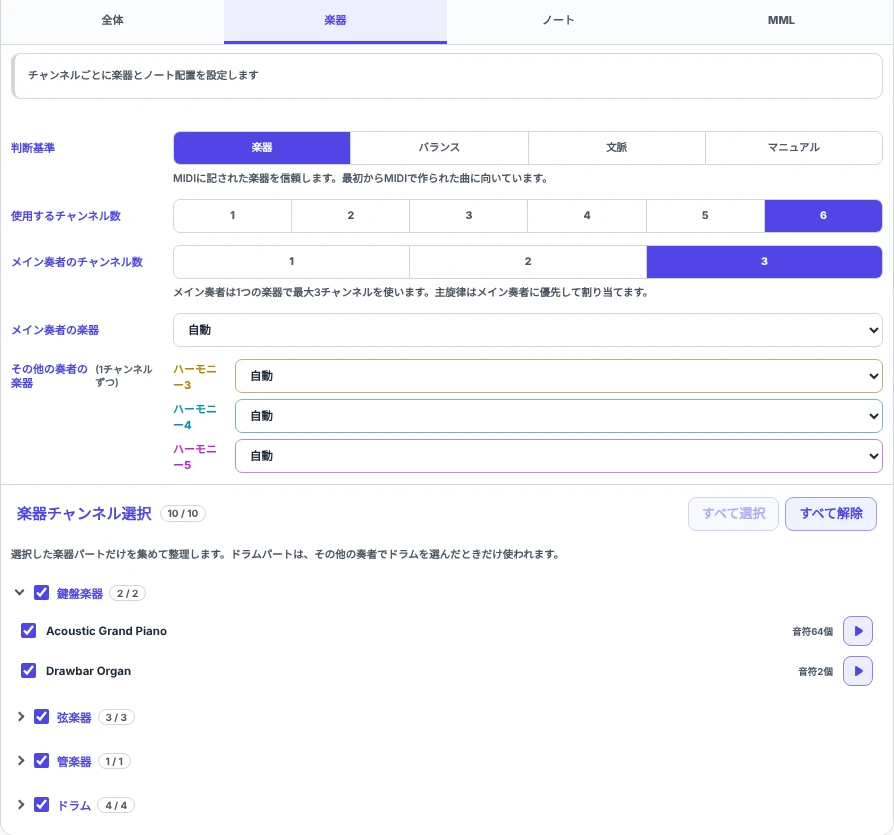 全体
楽器
ノート
MML
チャンネルごとに楽器とノート配置を設定します
判断基準
楽器
バランス
文脈
マニュアル
MIDIに記された楽器を信頼します。最初からMIDIで作られた曲に向いています。
使用するチャンネル数
1
2
3
4
5
6
メイン奏者のチャンネル数
1
2
3
メイン奏者は1つの楽器で最大3チャンネルを使います。主旋律はメイン奏者に優先して割り当てます。
メイン奏者の楽器
自動
その他の奏者の
楽器
(1チャンネル
ずつ)
ハーモニ
ー3
自動
ハーモニ
ー4
自動
ハーモニ
ー5
自動
楽器チャンネル選択
10 / 10
すべて選択
すべて解除
選択した楽器パートだけを集めて整理します。ドラムパートは、その他の奏者でドラムを選んだときだけ使われます。
鍵盤楽器
2 / 2
Acoustic Grand Piano
音符64個
Drawbar Organ
音符2個
弦楽器
3 / 3
管楽器
1 / 1
ドラム
4 / 4